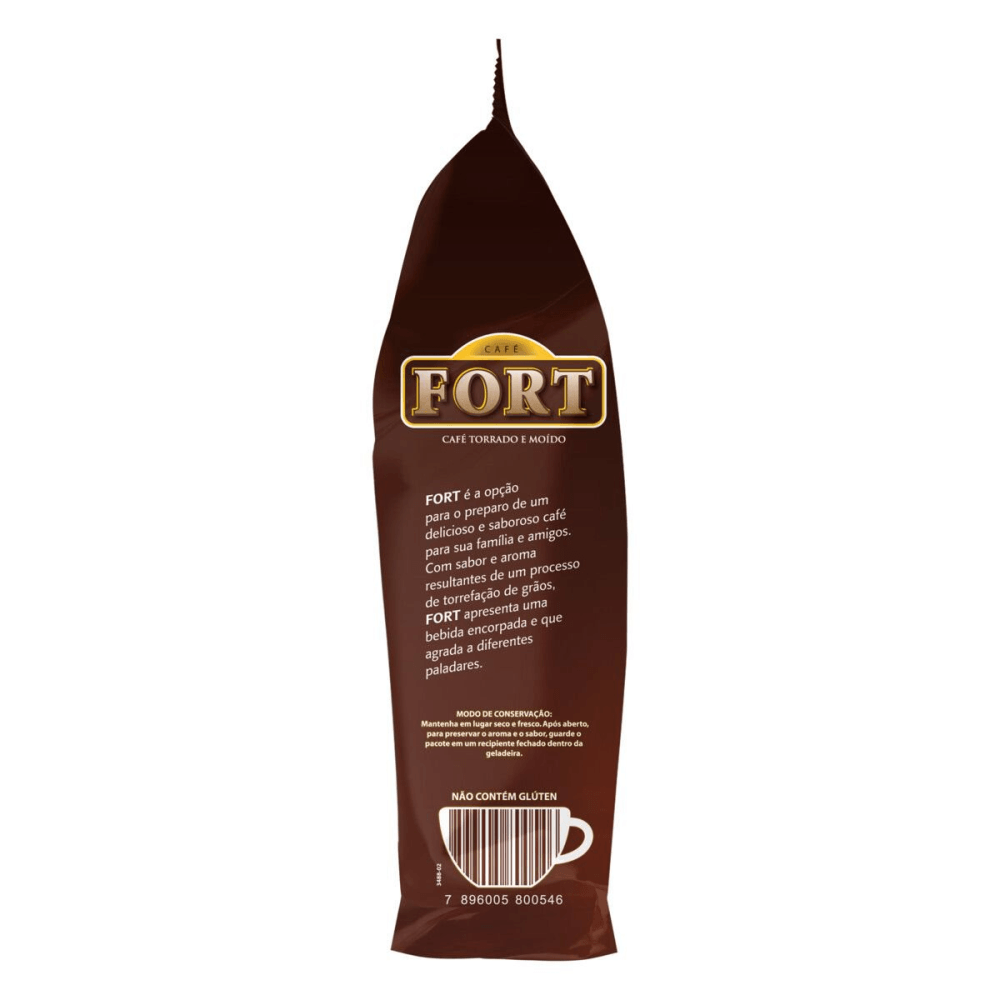 CAFÉ
FORT
CAFÉ TORRADO E MOÍDO
FORT é a opção
para o preparo de um
delicioso e saboroso café
para sua família e amigos.
Com sabor e aroma
resultantes de um processo
de torrefação de grãos,
FORT apresenta uma
bebida encorpada e que
agrada a diferentes
paladares.
MODO DE CONSERVAÇÃO:
Mantenha em lugar seco e fresco. Após aberto,
para preservar o aroma e o sabor, guarde o
pacote em um recipiente fechado dentro da
geladeira.
NÃO CONTÉM GLÚTEN
3488-02
7 896005 800546